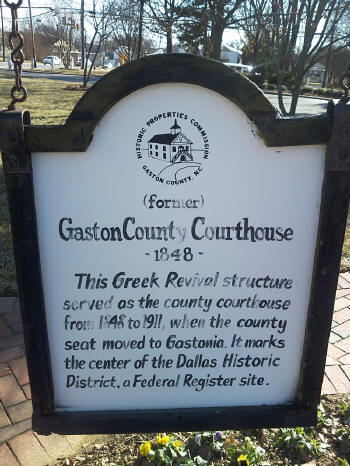 HISTORIC PROPERTIES COMMISSION
GASTON COUNTY, N.C.
(former)
Gaston County Courthouse
-1848-
This Greek Revival structure
served as the county courthouse
from 1848 to 1911, when the county
seat moved to Gastonia. It marks
the center of the Dallas Historic
District, a Federal Register site.